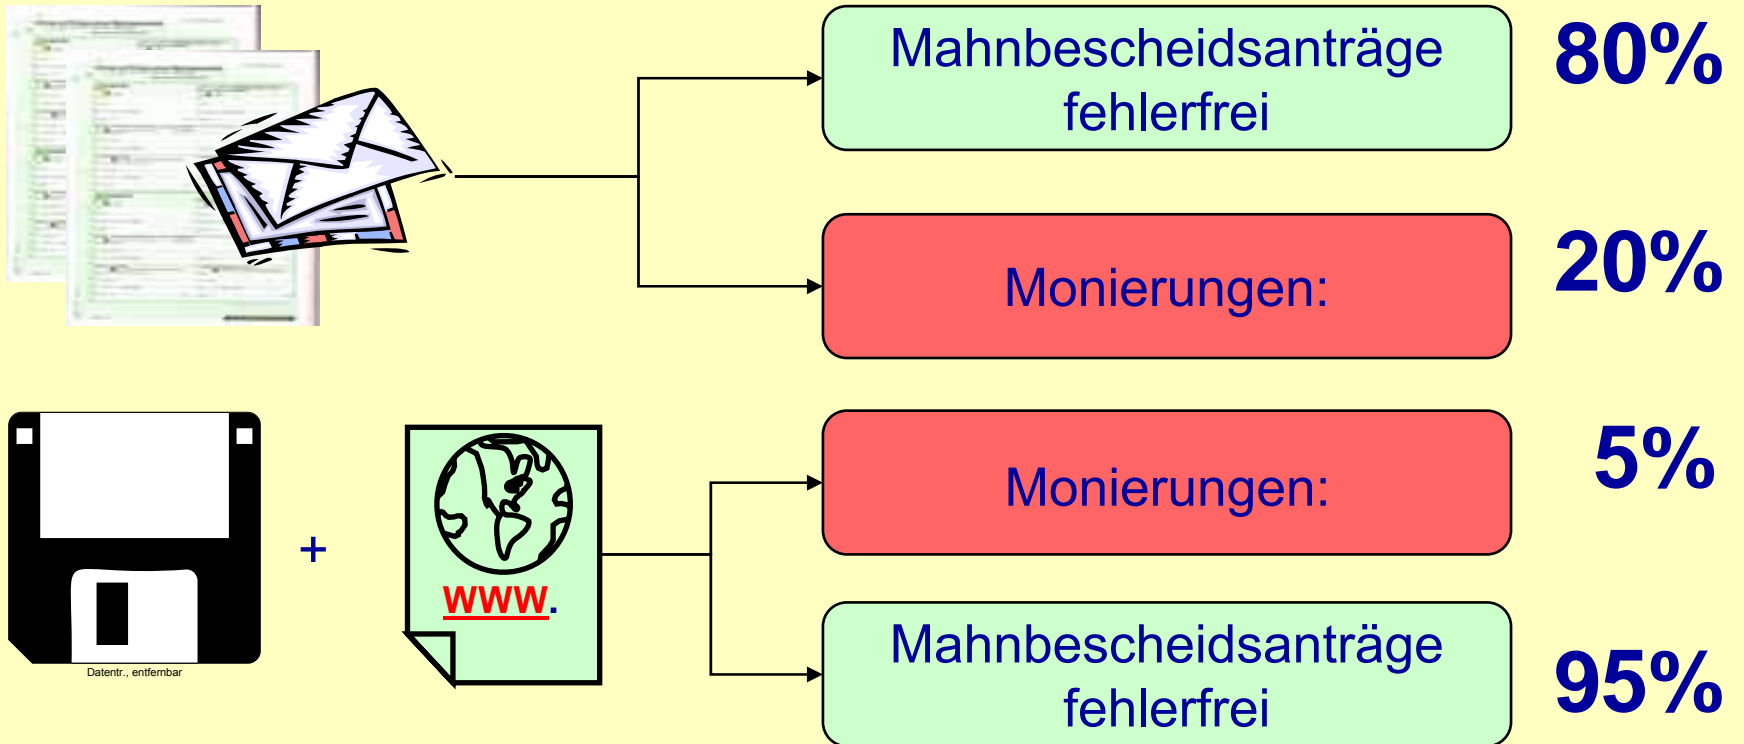 Mahnbescheidsanträge
fehlerfrei
80%
Monierungen:
20%
Monierungen:
5%
+
WWW.
Datentr., entfernbar
Mahnbescheidsanträge
fehlerfrei
95%